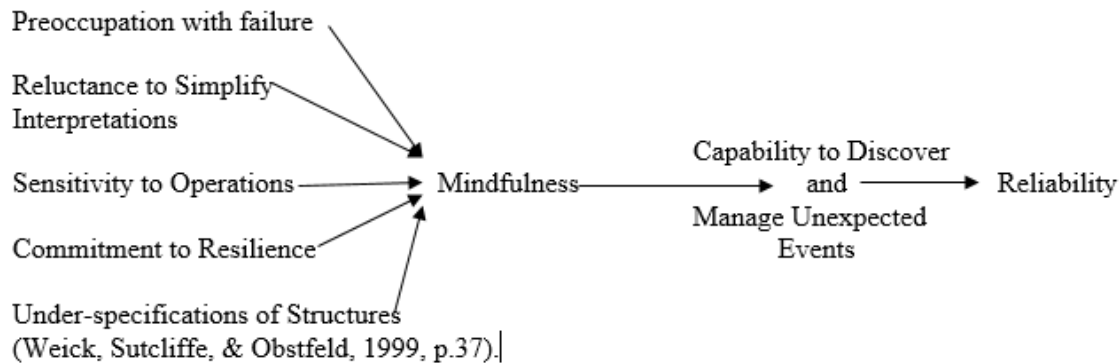 Preoccupation with failure
Reluctance to Simplify
Interpretations
Sensitivity to Operations
Commitment to Resilience
Under-specifications of Structures
(Weick, Sutcliffe, & Obstfeld, 1999, p.37).
Mindfulness
Capability to Discover
and
Manage Unexpected
Events
Reliability